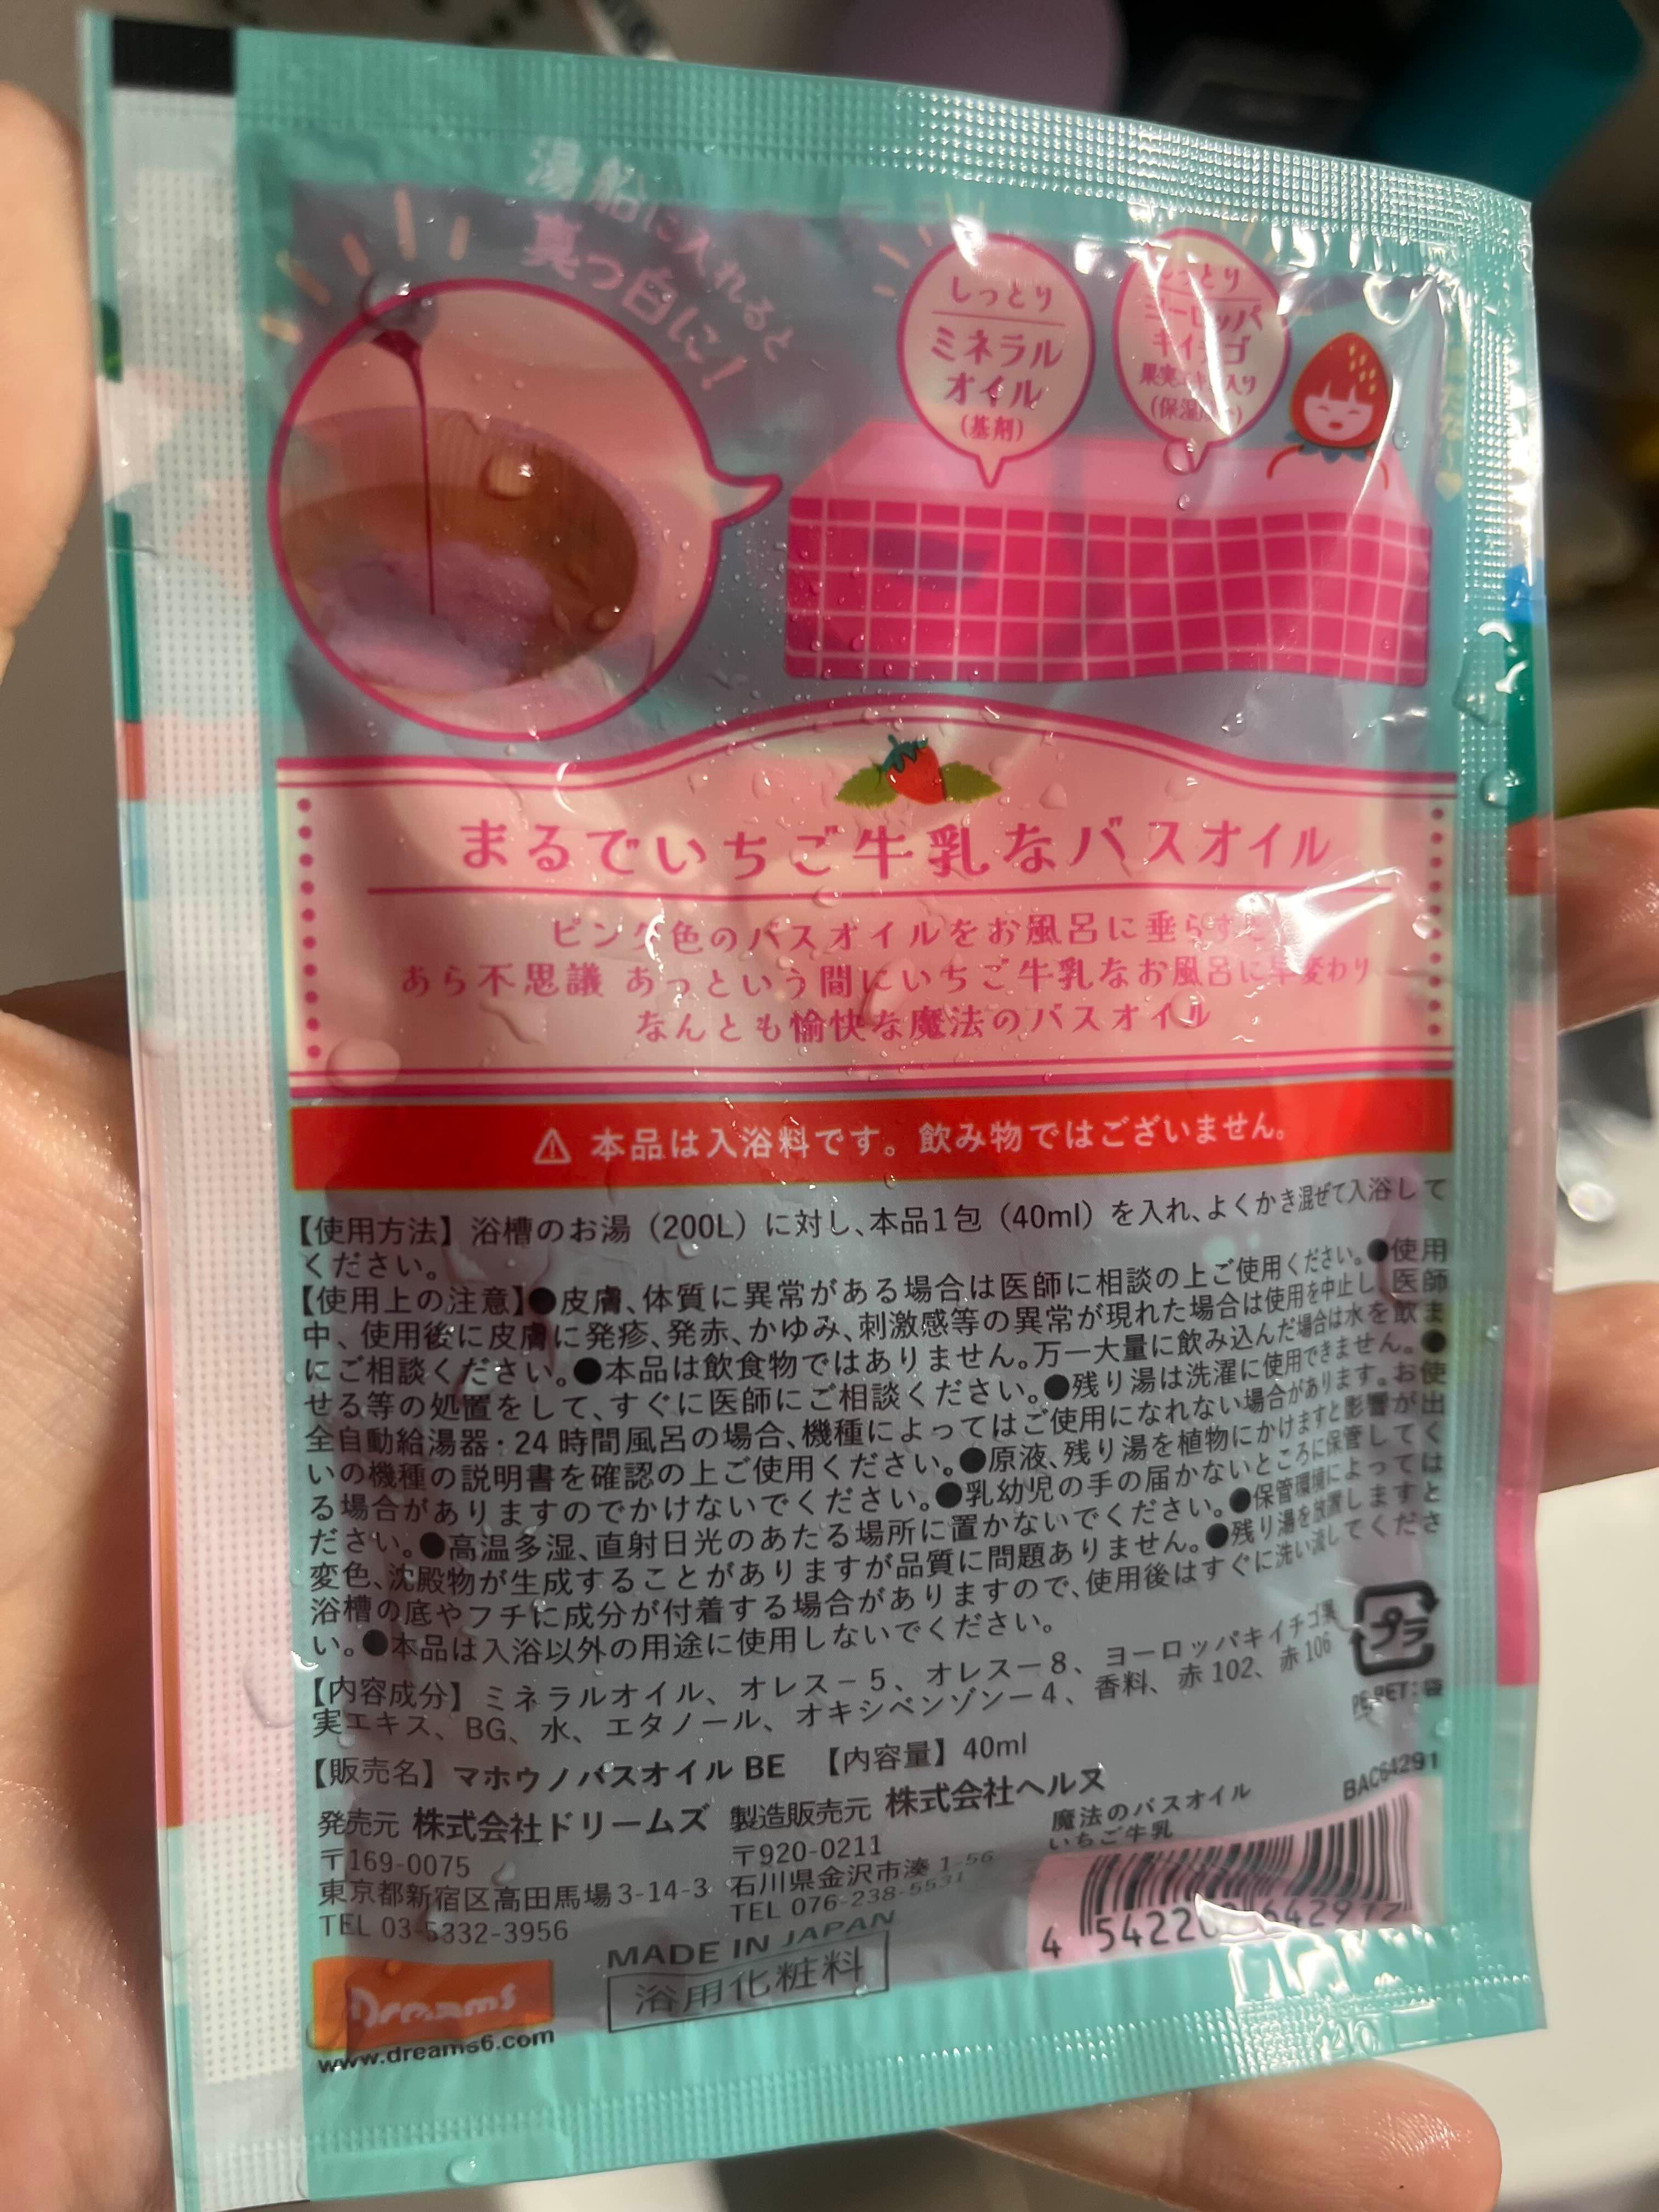 湯船に入れると
真っ白に!
しっとり
ミネラル
オイル
(基剤)
しっとり
ヨーロッパ
キイチゴ
果実エキス入り
(保湿成分)
まるでいちご牛乳なバスオイル
ピンク色のバスオイルをお風呂に垂らすと
あら不思議 あっという間にいちご牛乳なお風呂に早変わり
なんとも愉快な魔法のバスオイル
⚠ 本品は入浴料です。飲み物ではございません。
【使用方法】浴槽のお湯（200L）に対し、本品1包（40ml）を入れ、よくかき混ぜて入浴して
ください。
【使用上の注意】●皮膚、体質に異常がある場合は医師に相談の上ご使用ください。●使用
中、使用後に皮膚に発疹、発赤、かゆみ、刺激感等の異常が現れた場合は使用を中止し、医師
にご相談ください。●本品は飲食物ではありません。万一大量に飲み込んだ場合は水を飲ま
せる等の処置をして、すぐに医師にご相談ください。●残り湯は洗濯に使用できません。●
全自動給湯器・24時間風呂の場合、機種によってはご使用になれない場合があります。お使
いの機種の説明書を確認の上ご使用ください。●原液、残り湯を植物にかけますと影響が出
る場合がありますのでかけないでください。●乳幼児の手の届かないところに保管してく
ださい。●高温多湿、直射日光のあたる場所に置かないでください。●保管環境によっては
変色、沈殿物が生成することがありますが品質に問題ありません。●残り湯を放置しますと
浴槽の底やフチに成分が付着する場合がありますので、使用後はすぐに洗い流してくださ
い。●本品は入浴以外の用途に使用しないでください。
【内容成分】ミネラルオイル、オレス－5、オレス－8、ヨーロッパキイチゴ果
実エキス、BG、水、エタノール、オキシベンゾン－4、香料、赤102、赤106
プラ
PE・PET:袋
【販売名】マホウノバスオイル BE 【内容量】40ml
発売元 株式会社ドリームズ
〒169-0075
東京都新宿区高田馬場3-14-3
TEL 03-5332-3956
製造販売元 株式会社ヘルヌ
〒920-0211
石川県金沢市湊 1-56
TEL 076-238-5531
魔法のバスオイル
いちご牛乳
BAC64291
MADE IN JAPAN
浴用化粧料
Dreams
www.dreams6.com